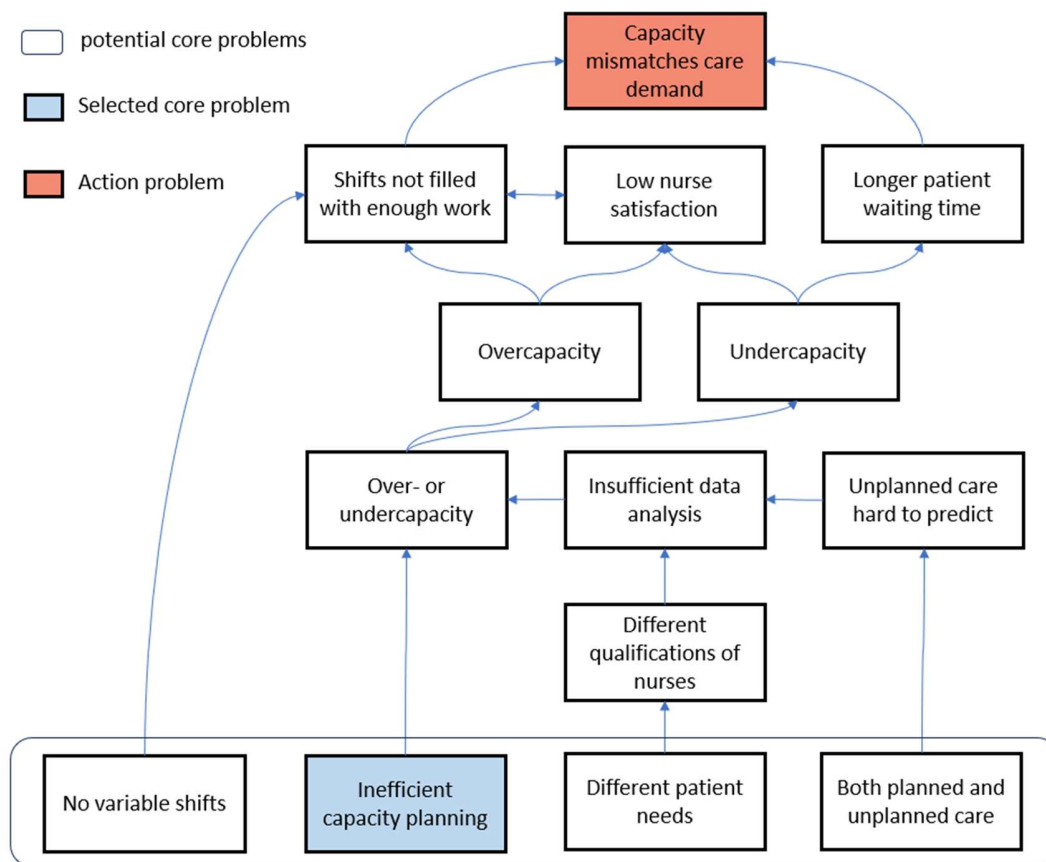 potential core problems
Selected core problem
Action problem
Capacity
mismatches care
demand
Shifts not filled
with enough work
Low nurse
satisfaction
Longer patient
waiting time
Overcapacity
Undercapacity
Over- or
undercapacity
Insufficient data
analysis
Unplanned care
hard to predict
Different
qualifications of
nurses
No variable shifts
Inefficient
capacity planning
Different patient
needs
Both planned and
unplanned care